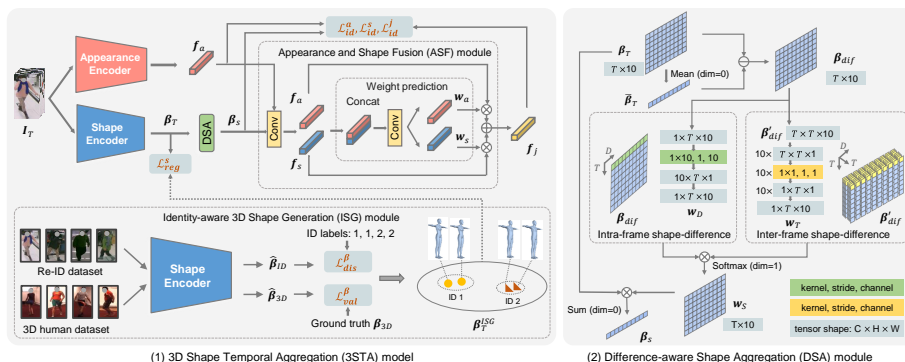 𝓛ᵃ_id, 𝓛ˢ_id, 𝓛ʲ_id
Appearance and Shape Fusion (ASF) module
Appearance
Encoder
f_a
Weight prediction
f_a
Concat
w_a
I_T
Shape
Encoder
β_T
DSA
β_s
Conv
Conv
w_s
f_j
f_s
𝓛ˢ_reg
Identity-aware 3D Shape Generation (ISG) module
ID labels: 1, 1, 2, 2
Re-ID dataset
3D human dataset
Shape
Encoder
β̂_ID
𝓛^β_dis
β̂_3D
𝓛^β_val
Ground truth β_3D
ID 1
ID 2
β_T^ISG
(1) 3D Shape Temporal Aggregation (3STA) model
β_T
T×10
Mean (dim=0)
β̄_T
β_dif
T×10
D
T
β_dif
1× T ×10
1×10, 1, 10
10× T ×1
1× T ×10
w_D
Intra-frame shape-difference
β′_dif
T × T ×10
10×
T × T ×1
10×
1×1, 1, 1
10×
1× T ×1
1× T ×10
w_T
D
T
T
β′_dif
Inter-frame shape-difference
Softmax (dim=1)
Sum (dim=0)
β_s
w_S
T×10
kernel, stride, channel
kernel, stride, channel
tensor shape: C × H × W
(2) Difference-aware Shape Aggregation (DSA) module